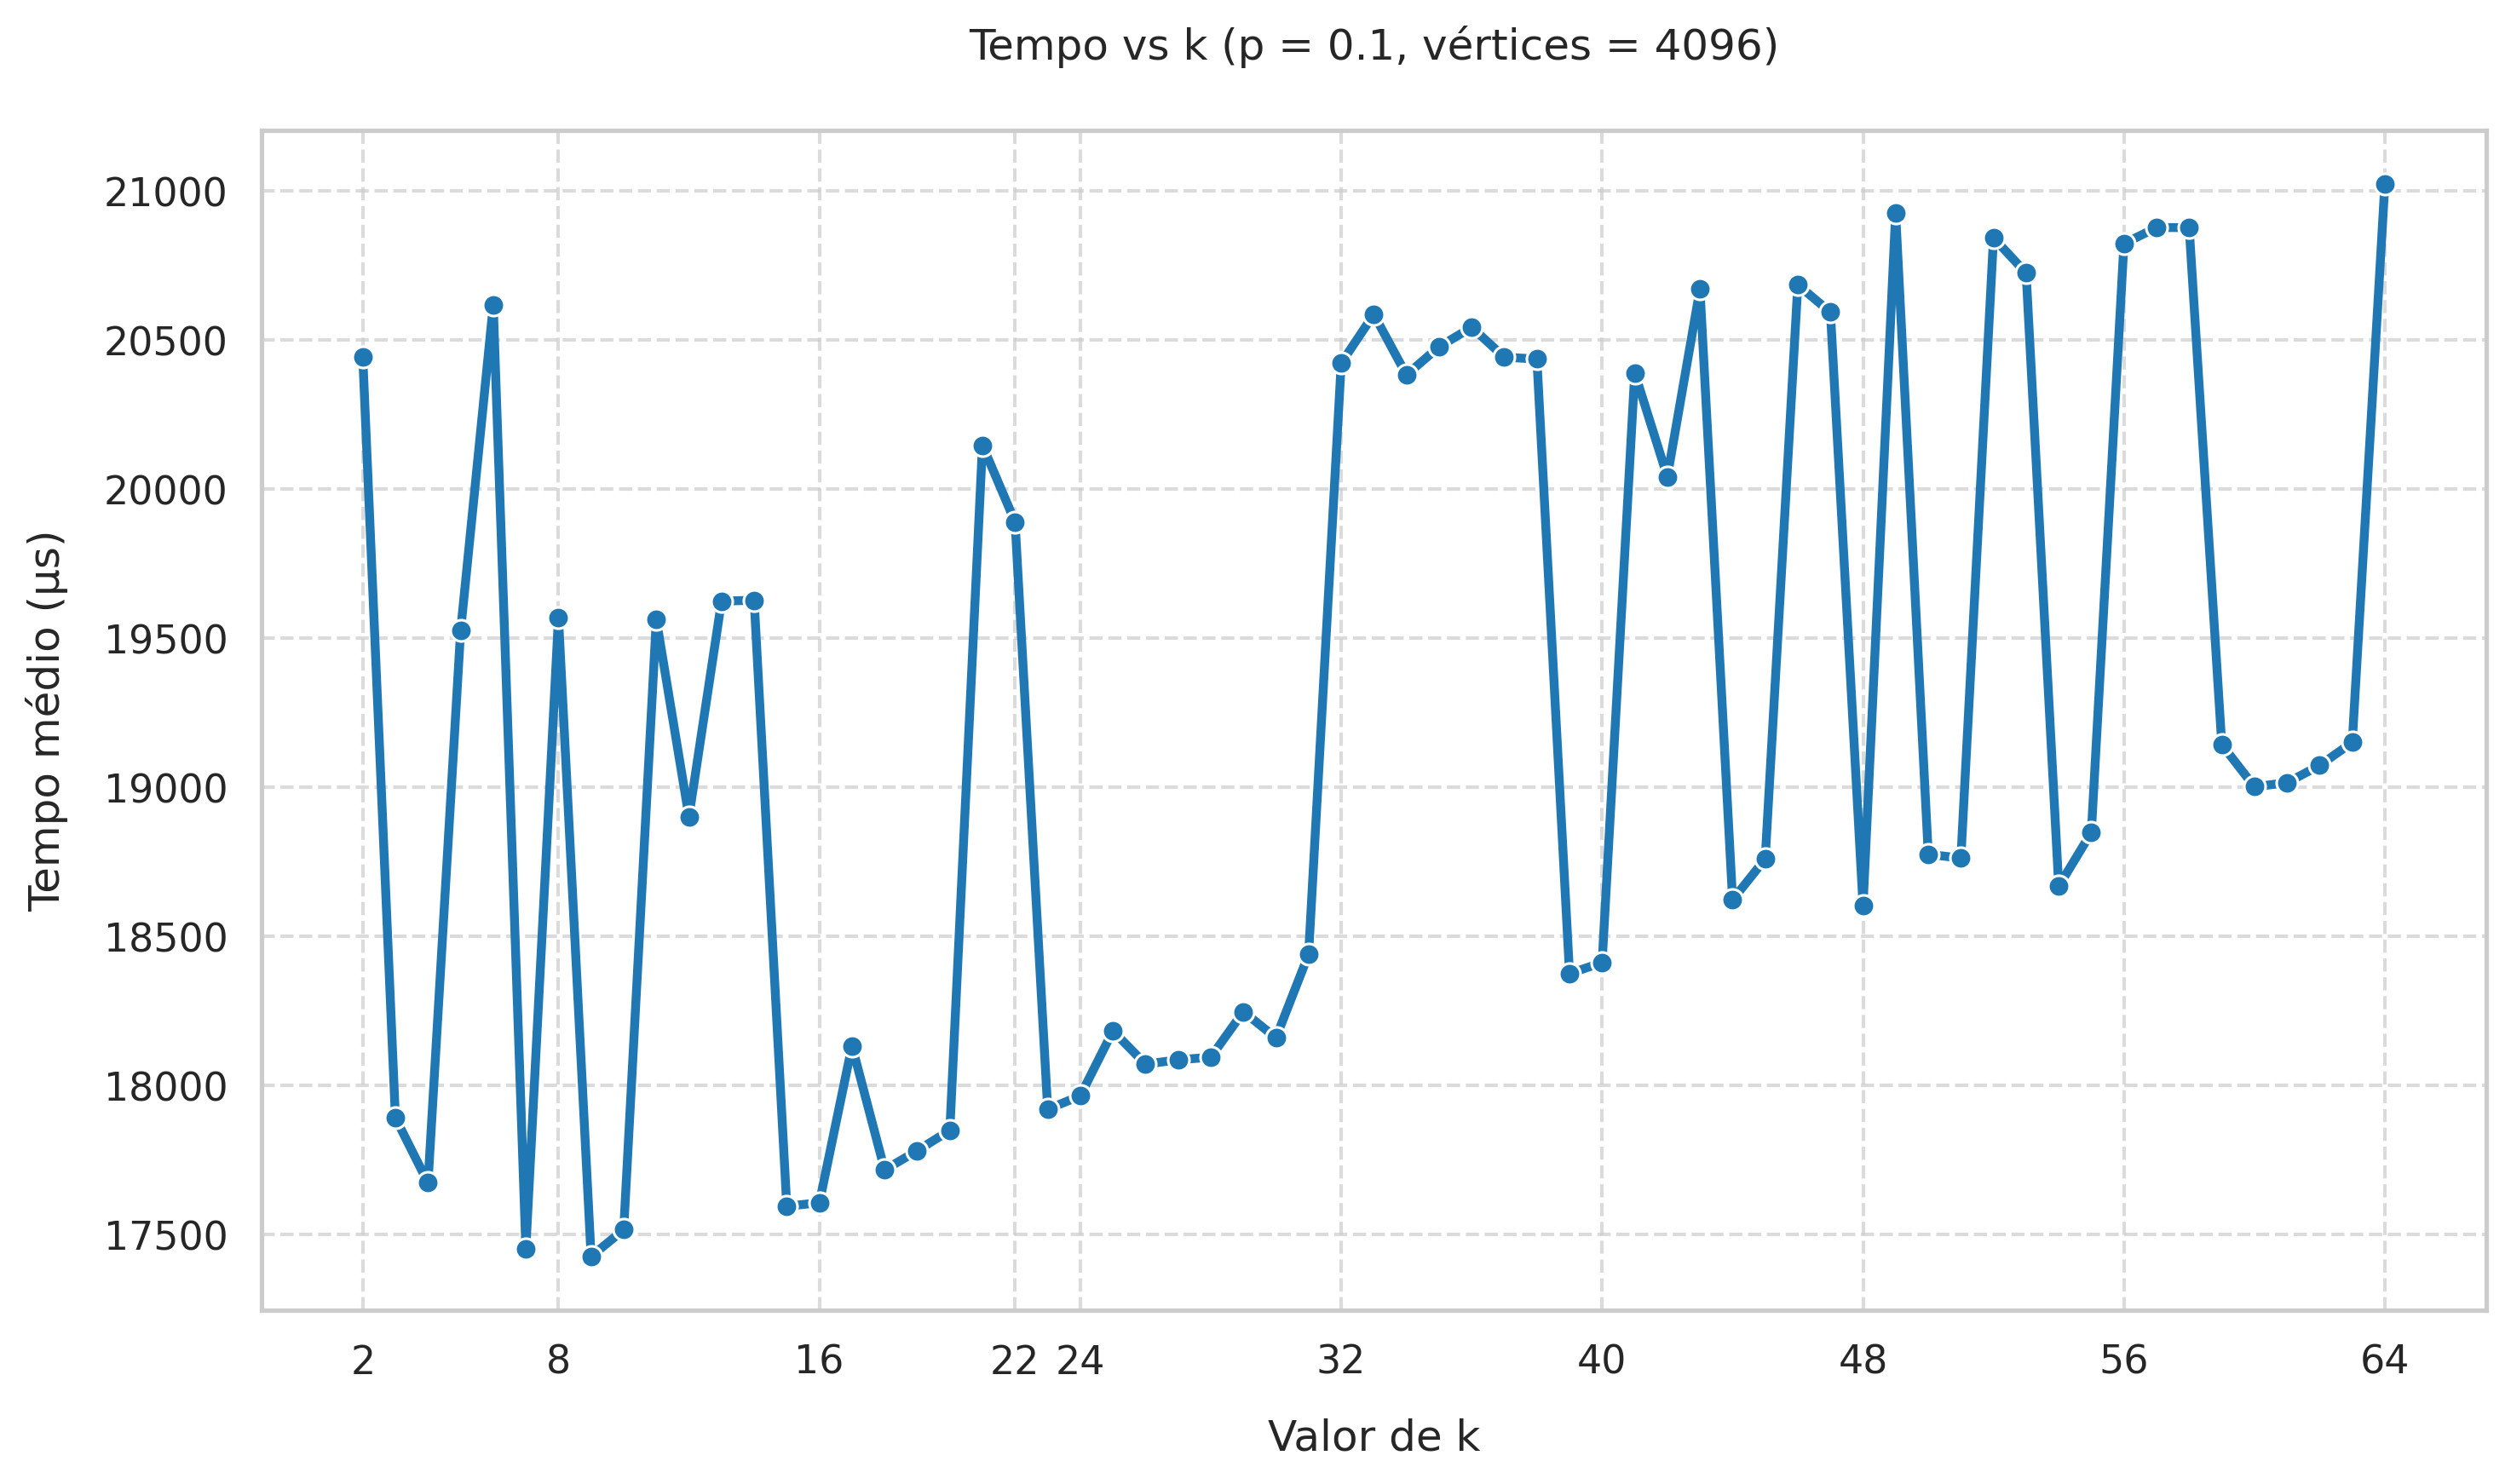 Tempo vs k (p = 0.1, vértices = 4096)
21000
20500
20000
19500
19000
18500
18000
17500
Tempo médio (µs)
2 8 16 22 24 32 40 48 56 64
Valor de k